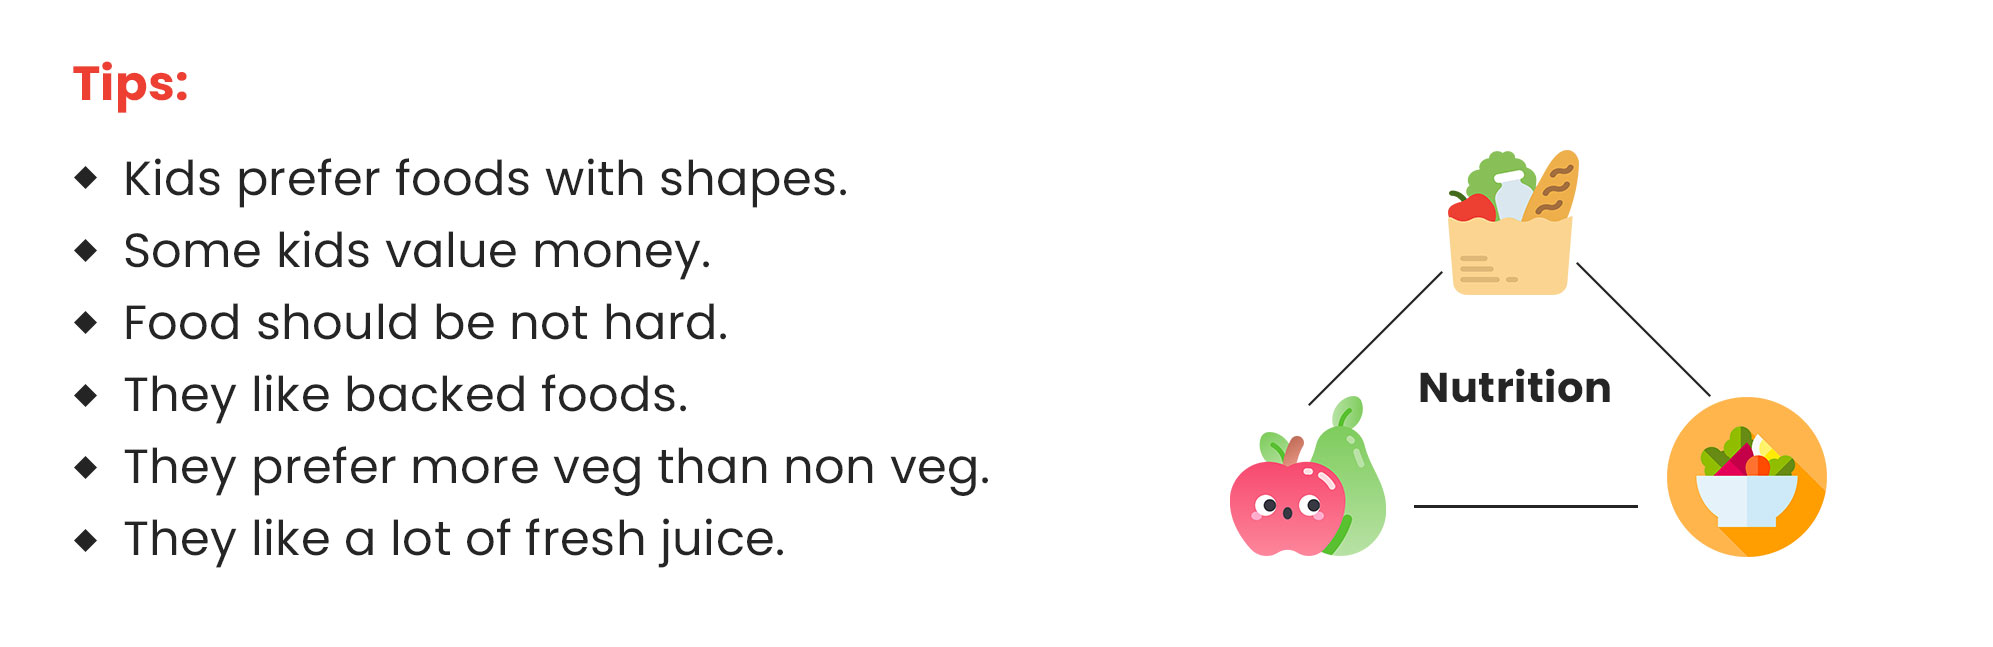 Tips:
Kids prefer foods with shapes.
Some kids value money.
Food should be not hard.
They like backed foods.
They prefer more veg than non veg.
They like a lot of fresh juice.
Nutrition